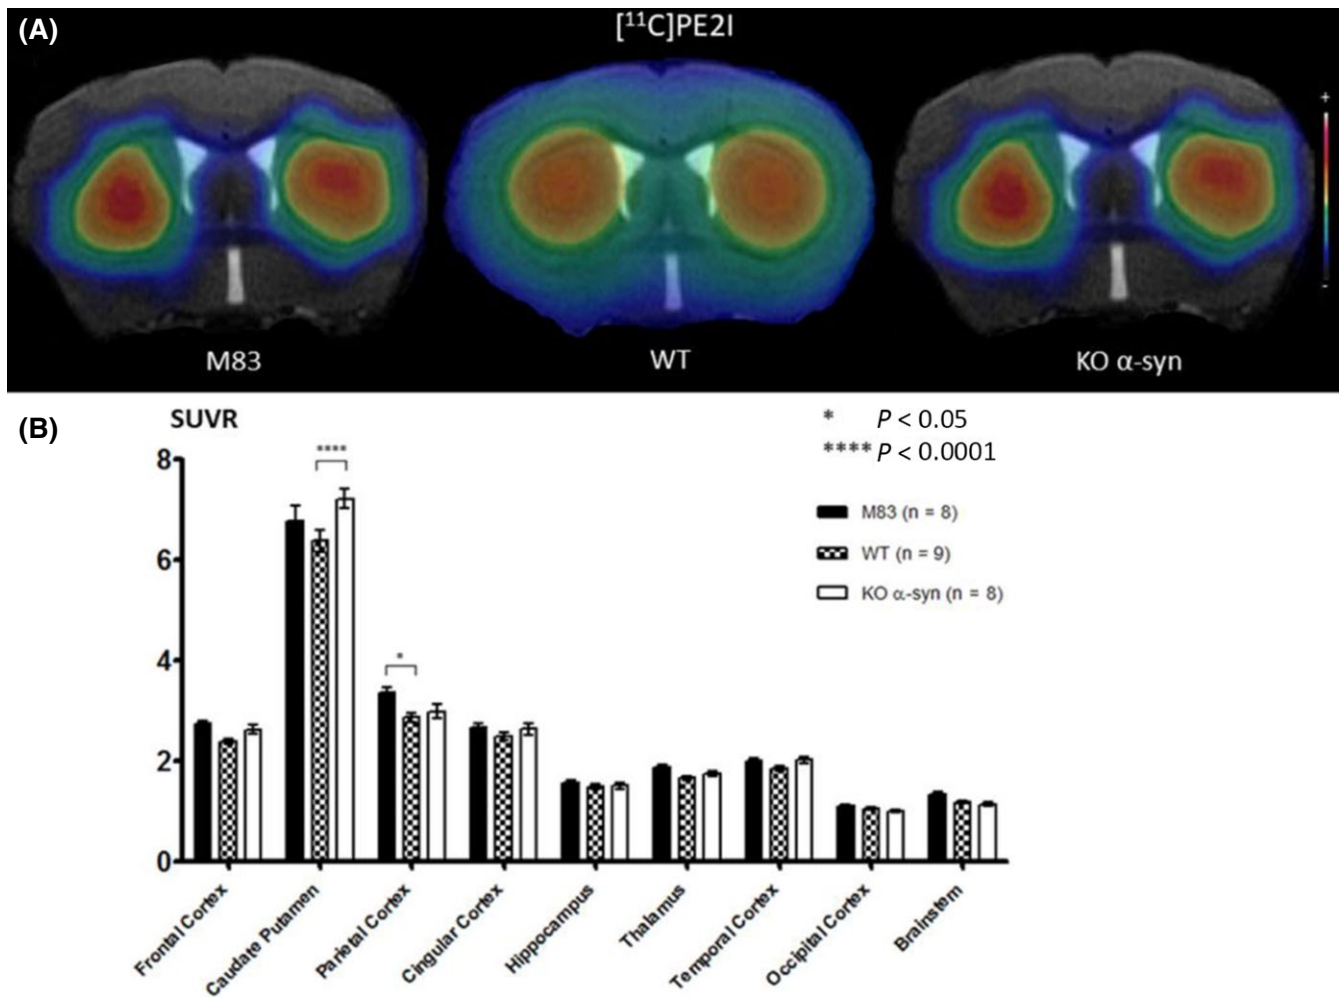 (A)
[¹¹C]PE2I
+
-
M83
WT
KO α-syn
(B)
SUVR
* P < 0.05
**** P < 0.0001
M83 (n = 8)
WT (n = 9)
KO α-syn (n = 8)
****
*
8
6
4
2
0
Frontal Cortex
Caudate Putamen
Parietal Cortex
Cingular Cortex
Hippocampus
Thalamus
Temporal Cortex
Occipital Cortex
Brainstem